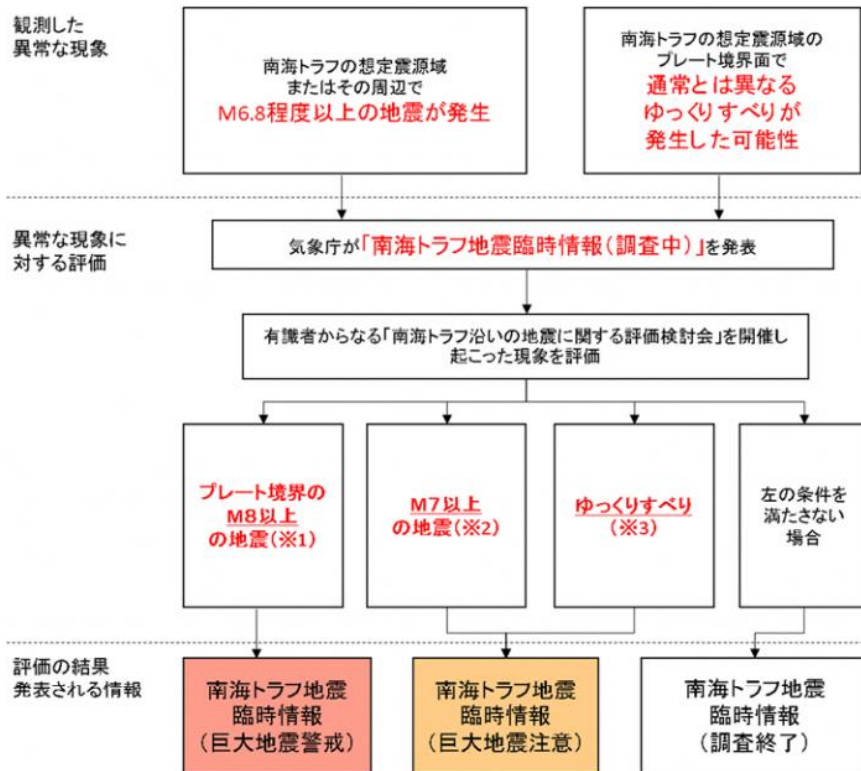 観測した
異常な現象
南海トラフの想定震源域
またはその周辺で
M6.8程度以上の地震が発生
南海トラフの想定震源域の
プレート境界面で
通常とは異なる
ゆっくりすべりが
発生した可能性
異常な現象に
対する評価
気象庁が「南海トラフ地震臨時情報(調査中)」を発表
有識者からなる「南海トラフ沿いの地震に関する評価検討会」を開催し
起こった現象を評価
プレート境界の
M8以上
の地震(※1)
M7以上
の地震(※2)
ゆっくりすべり
(※3)
左の条件を
満たさない
場合
評価の結果
発表される情報
南海トラフ地震
臨時情報
(巨大地震警戒)
南海トラフ地震
臨時情報
(巨大地震注意)
南海トラフ地震
臨時情報
(調査終了)